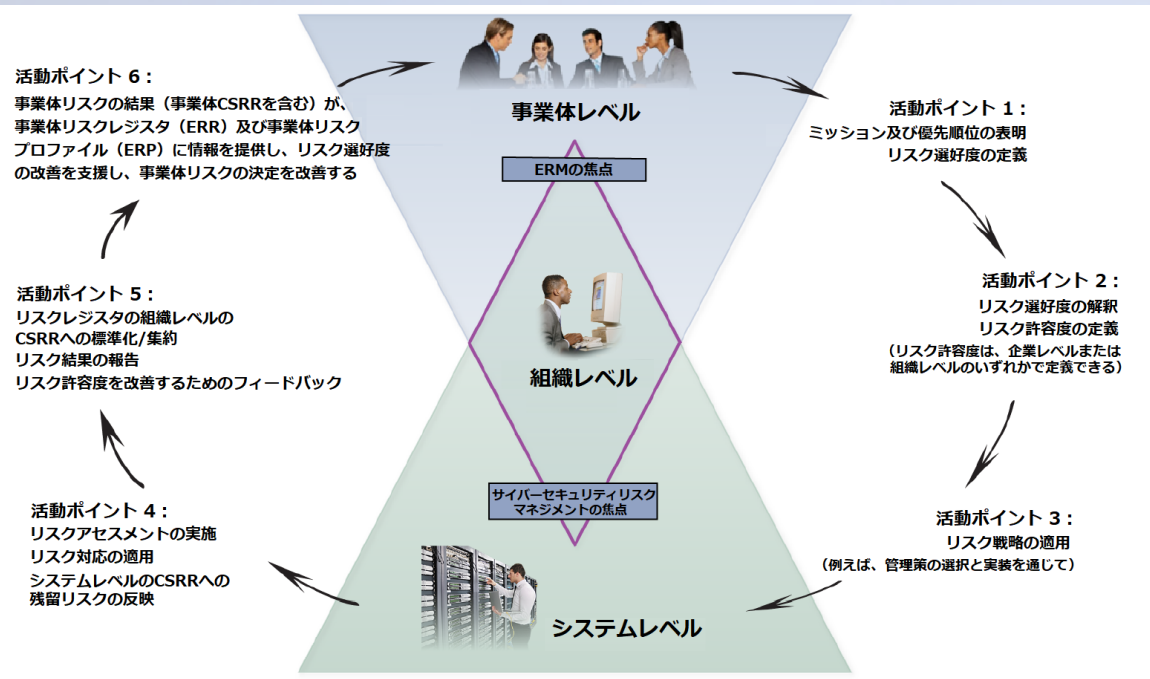 事業体レベル
ERMの焦点
組織レベル
サイバーセキュリティリスク
マネジメントの焦点
システムレベル
活動ポイント 1：
ミッション及び優先順位の表明
リスク選好度の定義
活動ポイント 2：
リスク選好度の解釈
リスク許容度の定義
（リスク許容度は、企業レベルまたは
組織レベルのいずれかで定義できる）
活動ポイント 3：
リスク戦略の適用
（例えば、管理策の選択と実装を通じて）
活動ポイント 4：
リスクアセスメントの実施
リスク対応の適用
システムレベルのCSRRへの
残留リスクの反映
活動ポイント 5：
リスクレジスタの組織レベルの
CSRRへの標準化/集約
リスク結果の報告
リスク許容度を改善するためのフィードバック
活動ポイント 6：
事業体リスクの結果（事業体CSRRを含む）が、
事業体リスクレジスタ（ERR）及び事業体リスク
プロファイル（ERP）に情報を提供し、リスク選好度
の改善を支援し、事業体リスクの決定を改善する